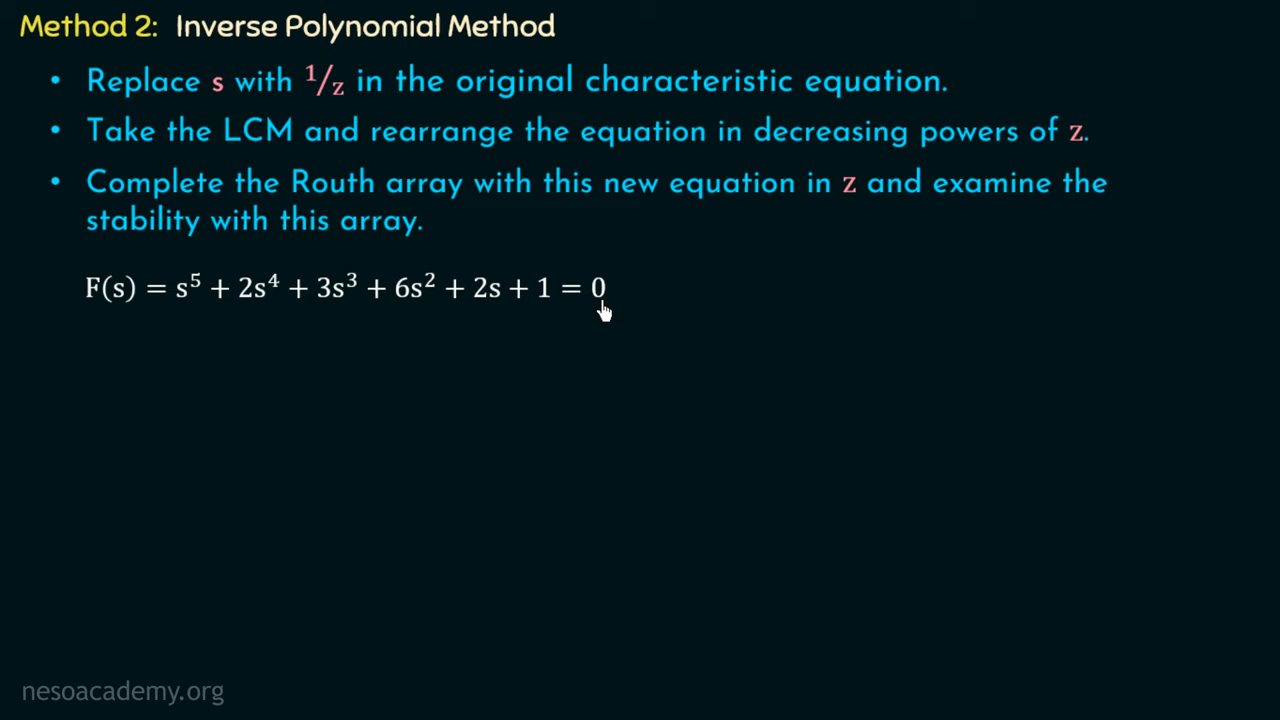 Method 2: Inverse Polynomial Method
• Replace s with 1/z in the original characteristic equation.
• Take the LCM and rearrange the equation in decreasing powers of z.
• Complete the Routh array with this new equation in z and examine the
stability with this array.
F(s) = s⁵ + 2s⁴ + 3s³ + 6s² + 2s + 1 = 0
nesoacademy.org